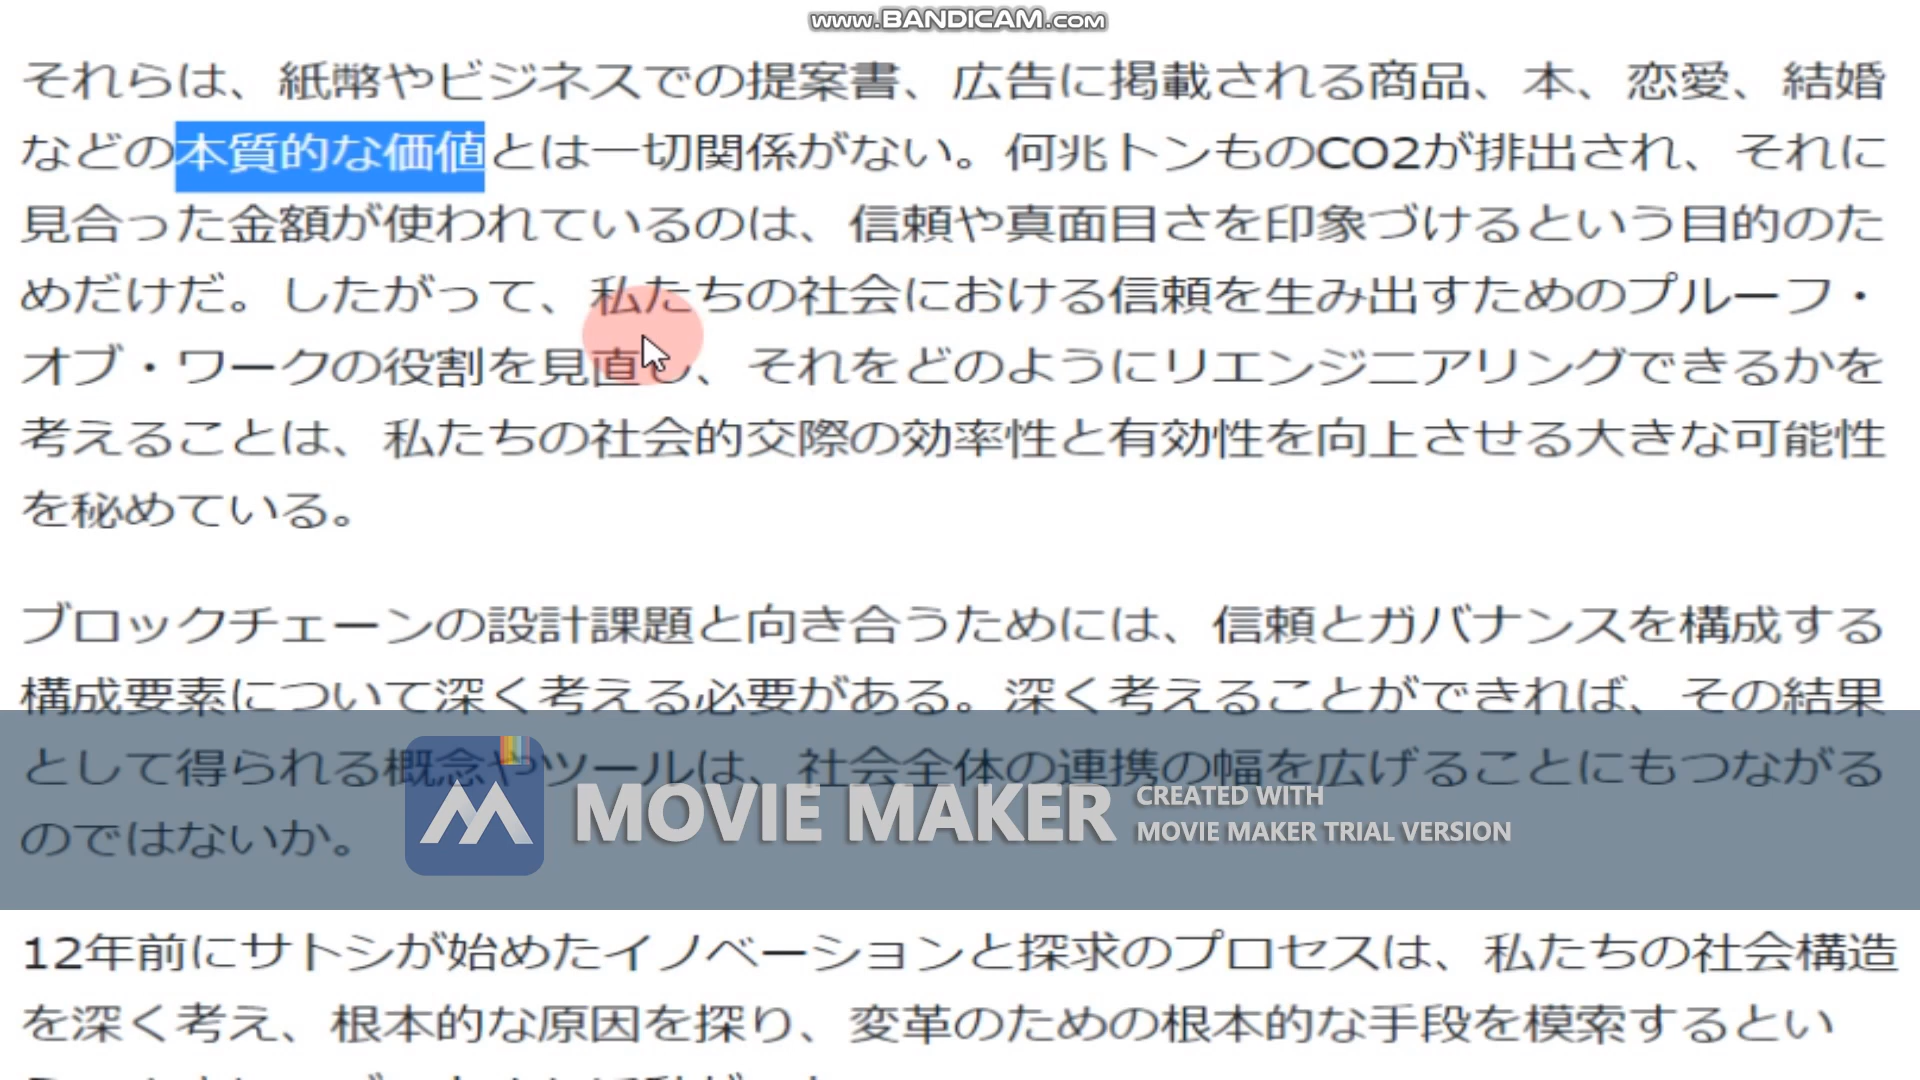 www.BANDICAM.com
それらは、紙幣やビジネスでの提案書、広告に掲載される商品、本、恋愛、結婚
などの本質的な価値とは一切関係がない。何兆トンものCO2が排出され、それに
見合った金額が使われているのは、信頼や真面目さを印象づけるという目的のた
めだけだ。したがって、私たちの社会における信頼を生み出すためのプルーフ・
オブ・ワークの役割を見直し、それをどのようにリエンジニアリングできるかを
考えることは、私たちの社会的交際の効率性と有効性を向上させる大きな可能性
を秘めている。
ブロックチェーンの設計課題と向き合うためには、信頼とガバナンスを構成する
構成要素について深く考える必要がある。深く考えることができれば、その結果
として得られる概念やツールは、社会全体の連携の幅を広げることにもつながる
のではないか。
MOVIE MAKER
CREATED WITH
MOVIE MAKER TRIAL VERSION
12年前にサトシが始めたイノベーションと探求のプロセスは、私たちの社会構造
を深く考え、根本的な原因を探り、変革のための根本的な手段を模索するとい